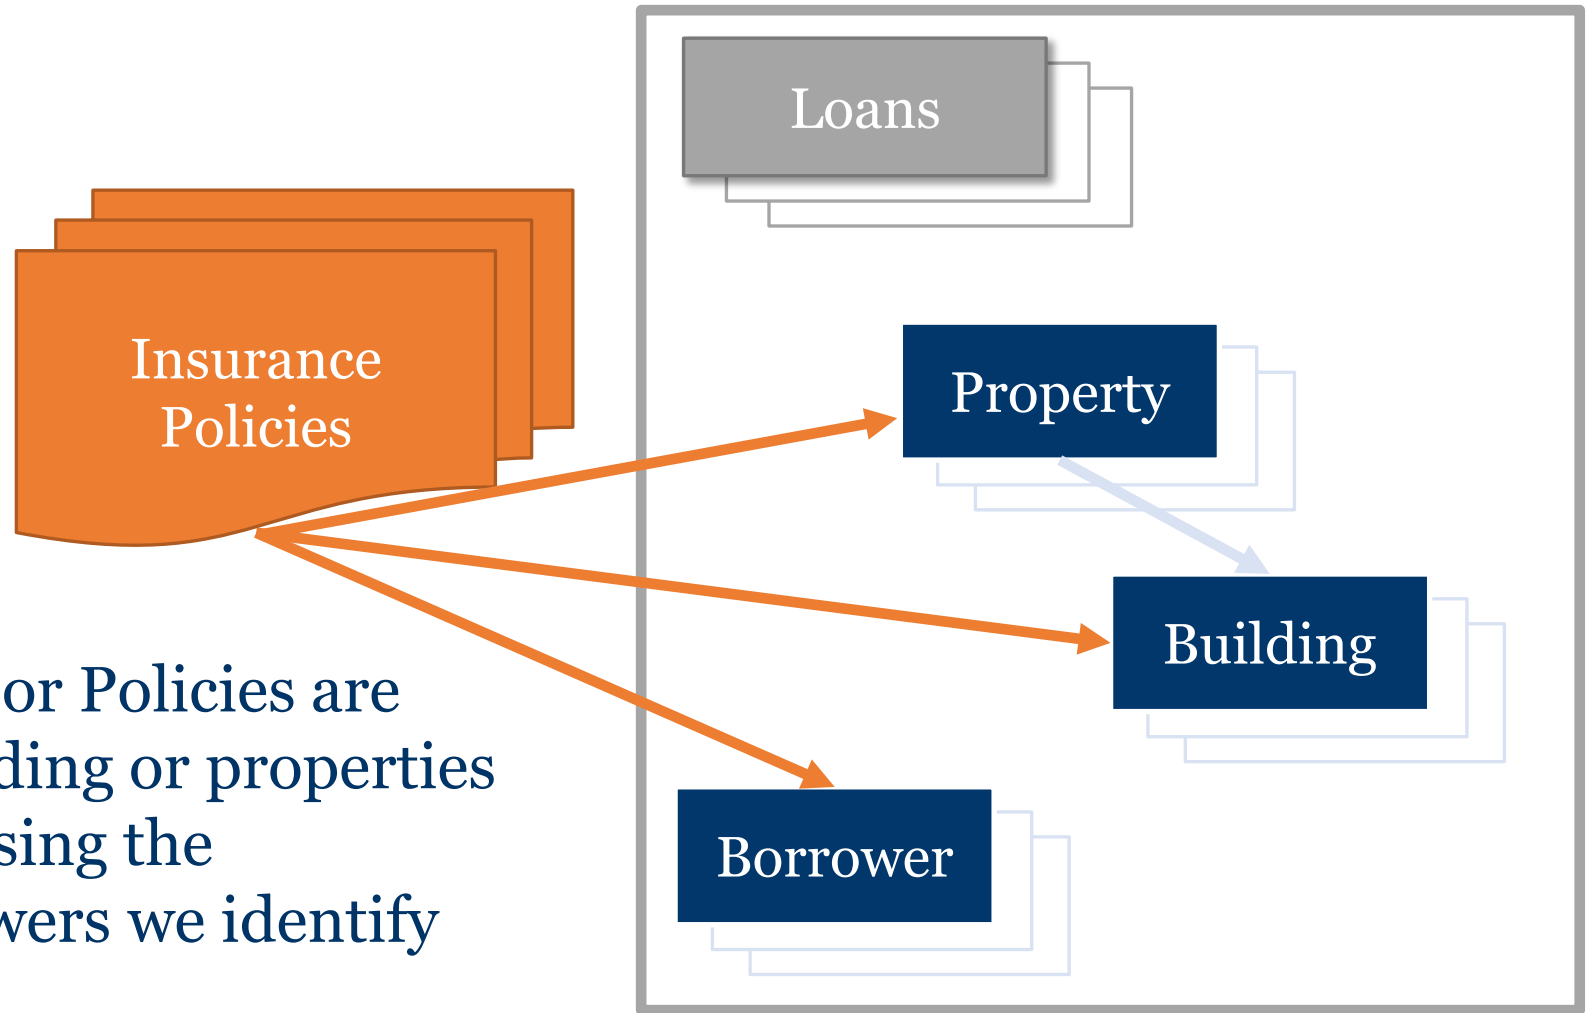 Loans
Insurance
Policies
Property
Building
or Policies are
ding or properties
sing the
wers we identify
Borrower